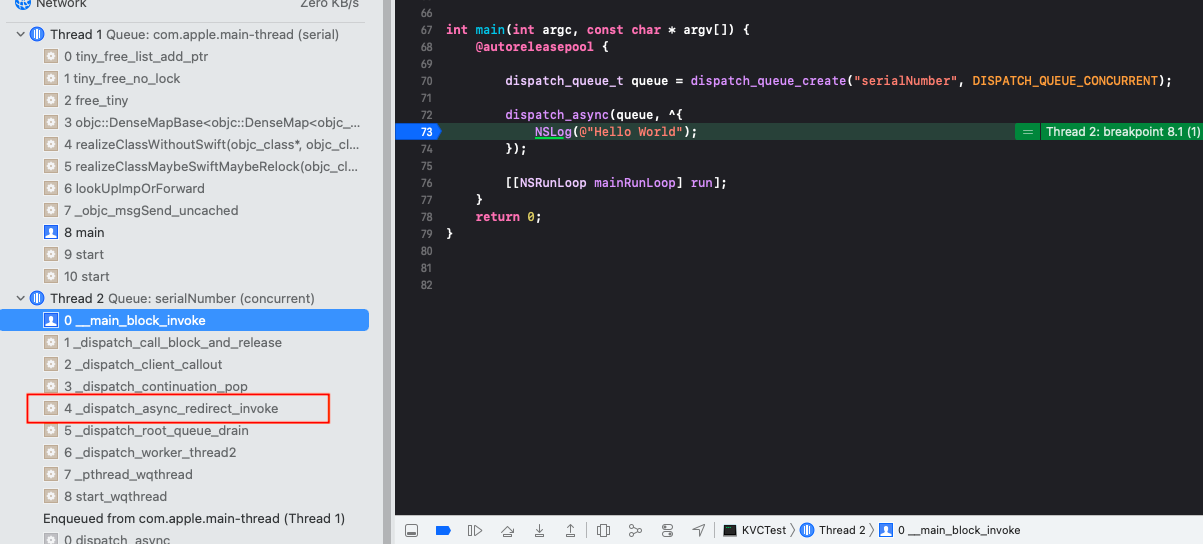 Network Zero KB/s
Thread 1 Queue: com.apple.main-thread (serial)
0 tiny_free_list_add_ptr
1 tiny_free_no_lock
2 free_tiny
3 objc::DenseMapBase<objc::DenseMap<objc_...
4 realizeClassWithoutSwift(objc_class*, objc_cl...
5 realizeClassMaybeSwiftMaybeRelock(objc_cl...
6 lookUpImpOrForward
7 _objc_msgSend_uncached
8 main
9 start
10 start
Thread 2 Queue: serialNumber (concurrent)
0 __main_block_invoke
1 _dispatch_call_block_and_release
2 _dispatch_client_callout
3 _dispatch_continuation_pop
4 _dispatch_async_redirect_invoke
5 _dispatch_root_queue_drain
6 _dispatch_worker_thread2
7 _pthread_wqthread
8 start_wqthread
Enqueued from com.apple.main-thread (Thread 1)
0 dispatch_async
66
67 int main(int argc, const char * argv[]) {
68 @autoreleasepool {
69
70 dispatch_queue_t queue = dispatch_queue_create("serialNumber", DISPATCH_QUEUE_CONCURRENT);
71
72 dispatch_async(queue, ^{
73 NSLog(@"Hello World"); = Thread 2: breakpoint 8.1 (1)
74 });
75
76 [[NSRunLoop mainRunLoop] run];
77 }
78 return 0;
79 }
80
81
82
KVCTest Thread 2 0 __main_block_invoke